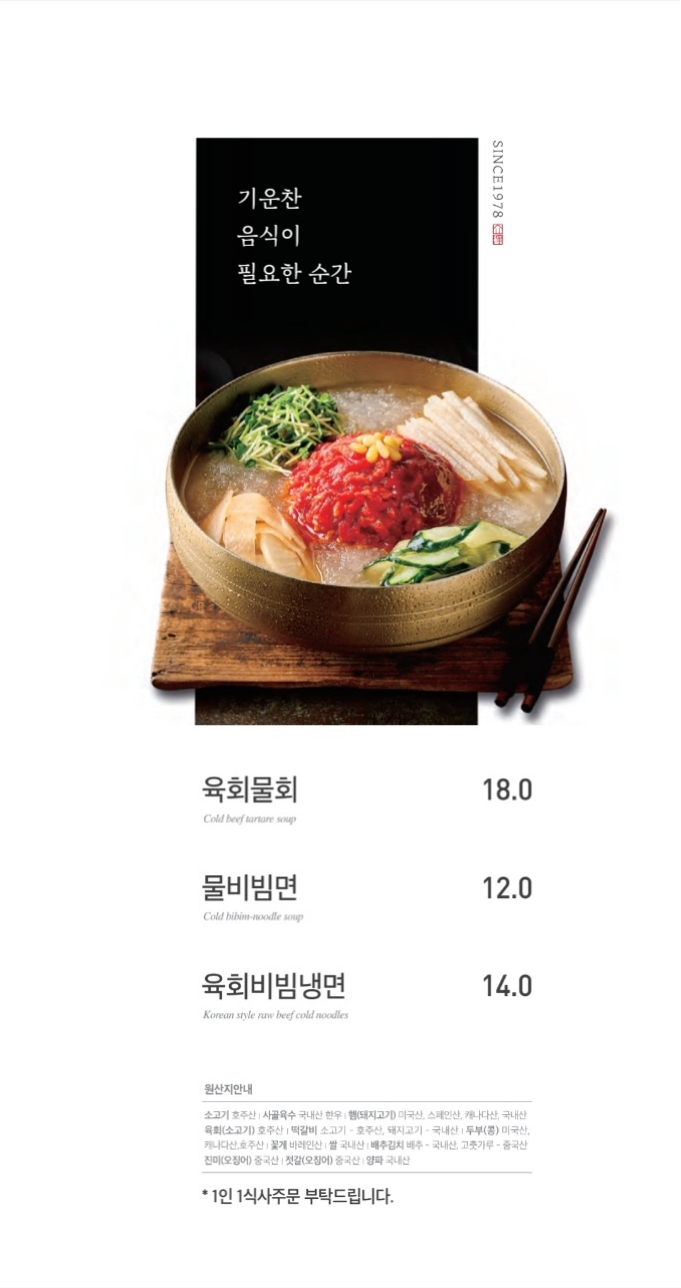 기운찬
음식이
필요한 순간
SINCE1978
육회물회 18.0
Cold beef tartare soup
물비빔면 12.0
Cold bibim-noodle soup
육회비빔냉면 14.0
Korean style raw beef cold noodles
원산지안내
소고기 호주산 | 사골육수 국내산 한우 | 햄(돼지고기) 미국산, 스페인산, 캐나다산, 국내산
육회(소고기) 호주산 | 떡갈비 소고기 - 호주산, 돼지고기 - 국내산 | 두부(콩) 미국산,
캐나다산,호주산 | 꽃게 바레인산 | 쌀 국내산 | 배추김치 배추 - 국내산, 고춧가루 - 중국산
진미(오징어) 중국산 | 젓갈(오징어) 중국산 | 양파 국내산
* 1인 1식사주문 부탁드립니다.